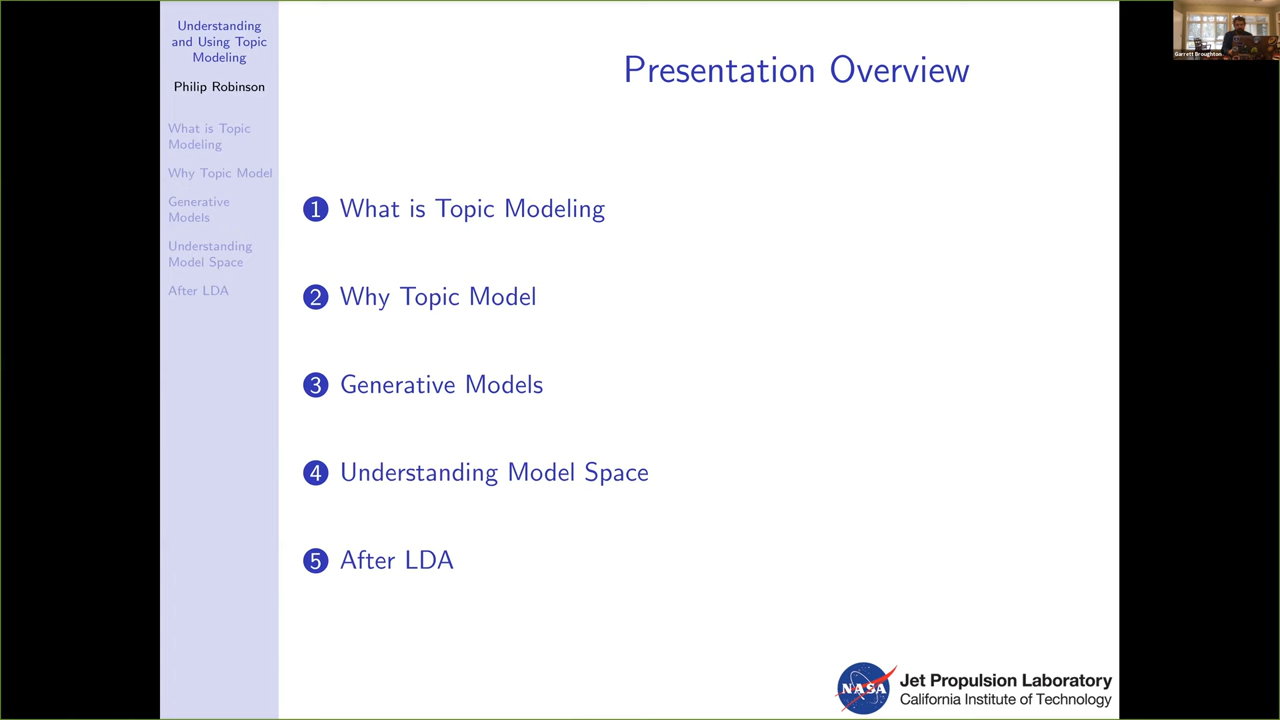 Understanding
and Using Topic
Modeling
Philip Robinson
What is Topic
Modeling
Why Topic Model
Generative
Models
Understanding
Model Space
After LDA
Presentation Overview
1 What is Topic Modeling
2 Why Topic Model
3 Generative Models
4 Understanding Model Space
5 After LDA
NASA
Jet Propulsion Laboratory
California Institute of Technology
Garrett Broughton